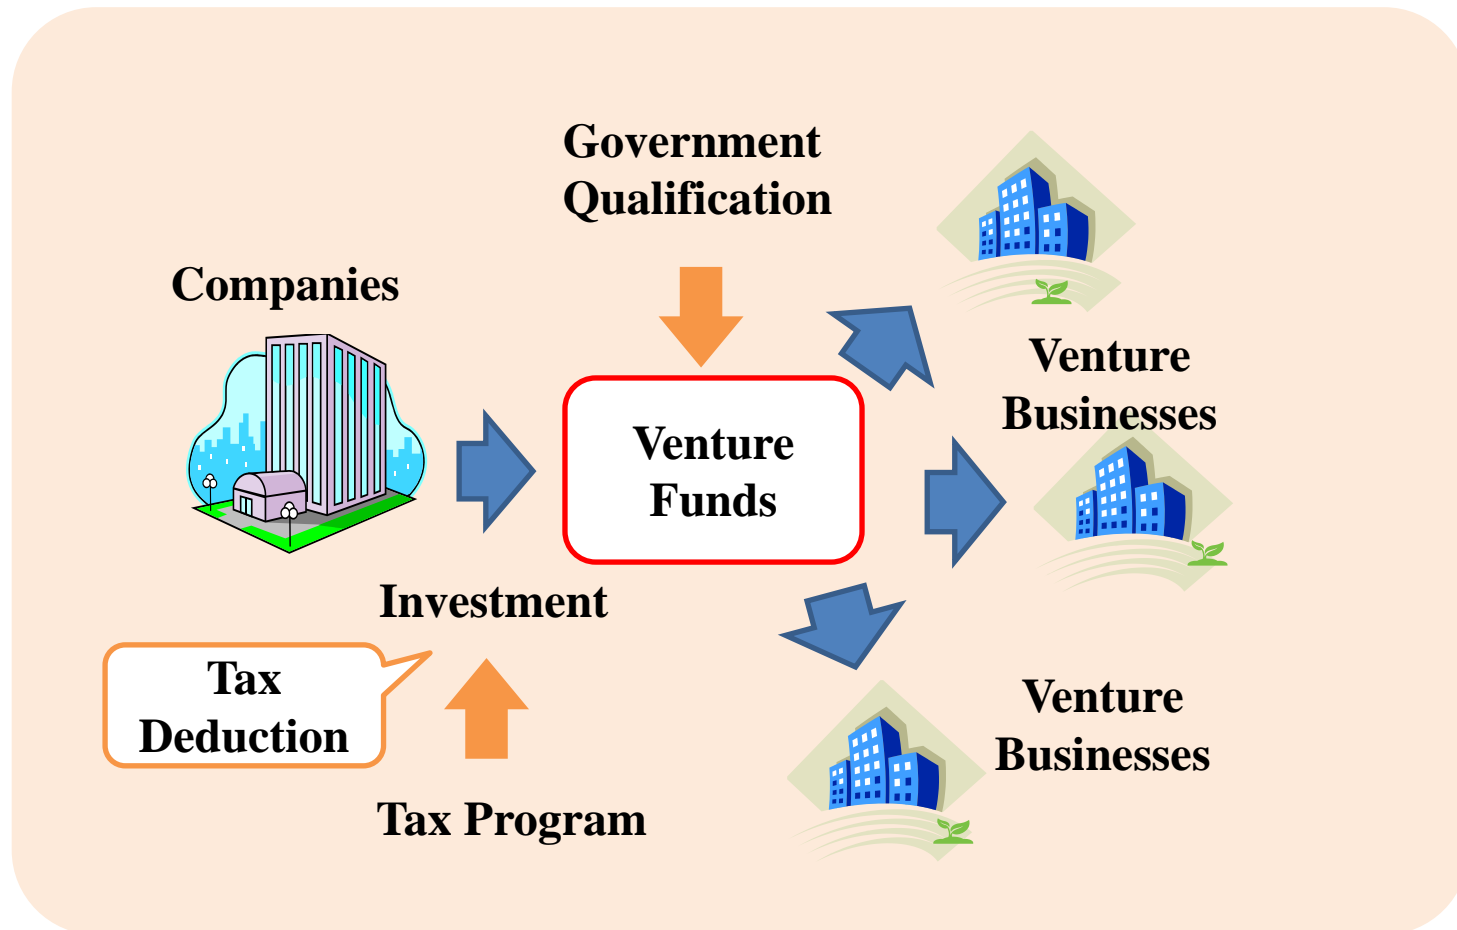 Government
Qualification
Companies
Venture
Businesses
Venture
Funds
Investment
Tax
Deduction
Venture
Businesses
Tax Program